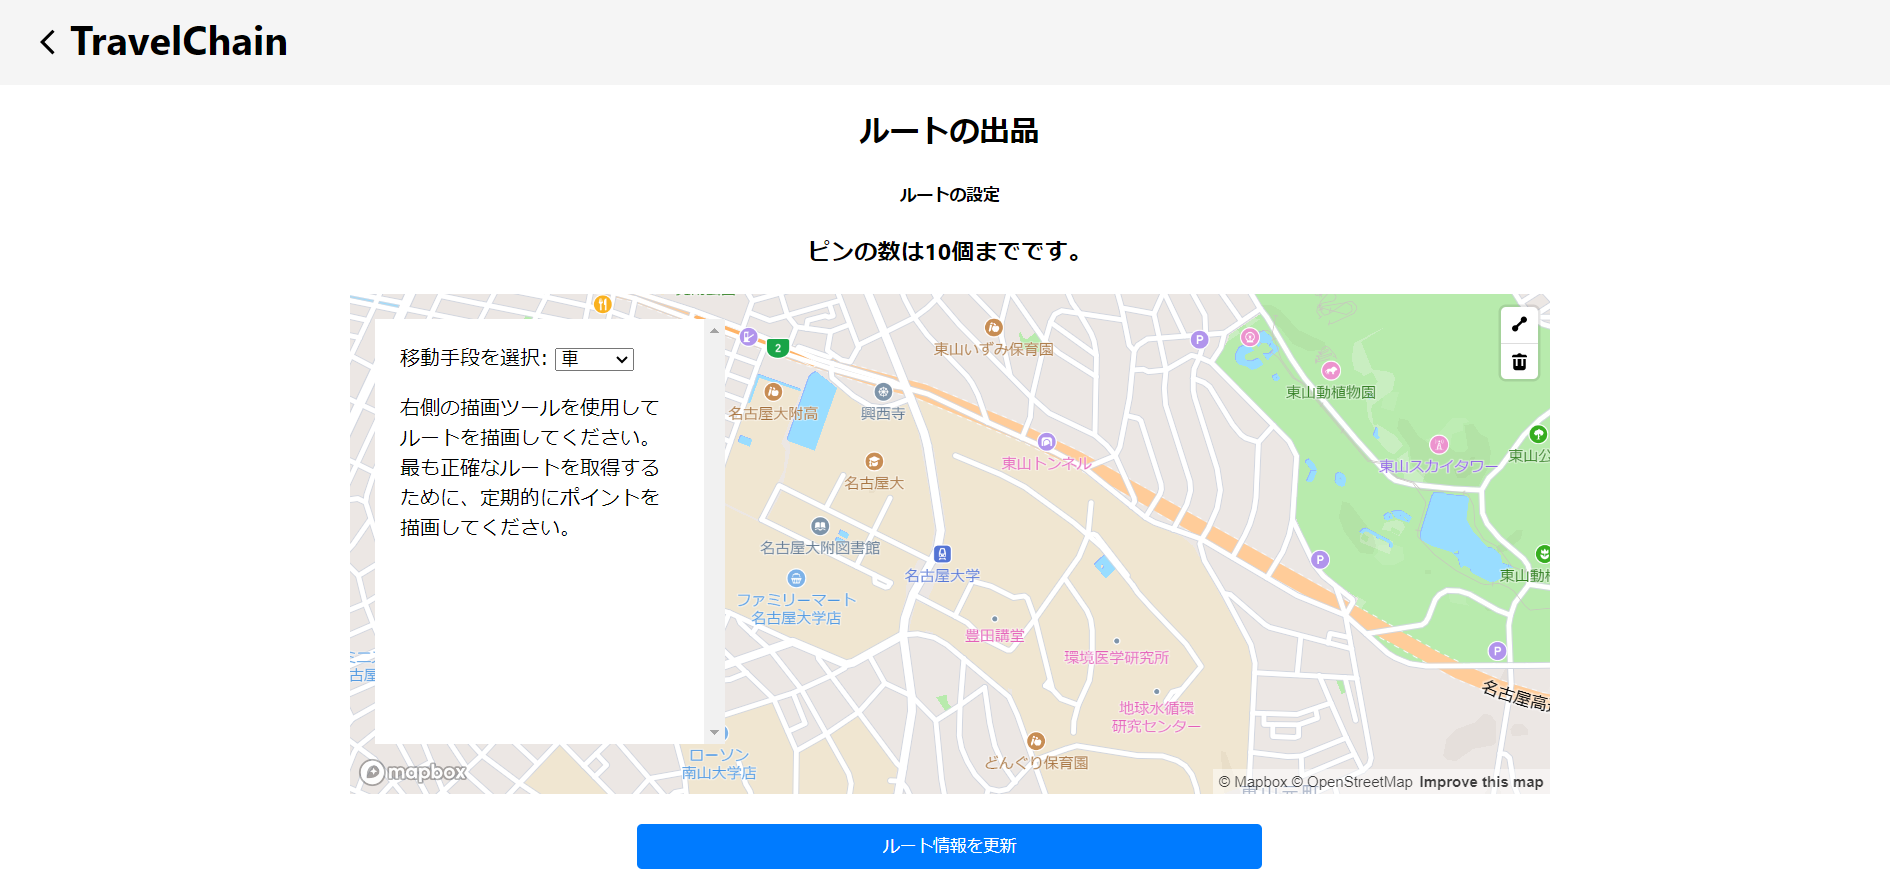 TravelChain
ルートの出品
ルートの設定
ピンの数は10個までです。
移動手段を選択: 車
右側の描画ツールを使用して
ルートを描画してください。
最も正確なルートを取得する
ために、定期的にポイントを
描画してください。
2
東山いずみ保育園
P
東山動植物園
名古屋大附高
興西寺
東山トンネル
東山スカイタワー
東山公
名古屋大
名古屋大附図書館
名古屋大学
P
東山動植
ファミリーマート
名古屋大学店
豊田講堂
環境医学研究所
P
ミニス
古屋
名古屋高
地球水循環
研究センター
ローソン
南山大学店
どんぐり保育園
mapbox
© Mapbox © OpenStreetMap Improve this map
ルート情報を更新